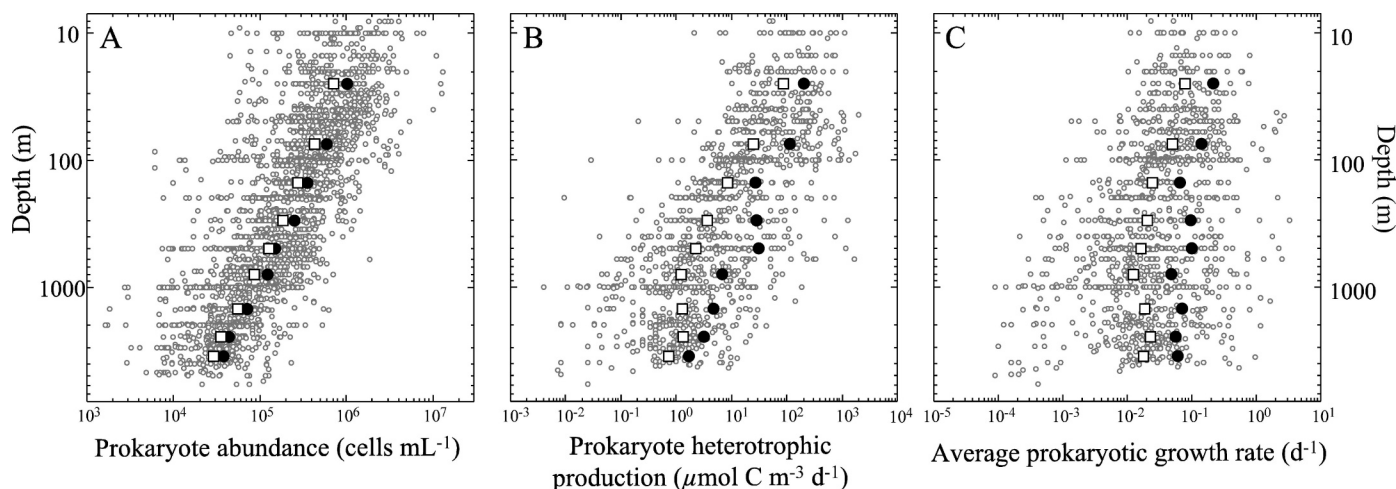 A
B
C
10
100
1000
Depth (m)
10
100
1000
Depth (m)
10³ 10⁴ 10⁵ 10⁶ 10⁷
10⁻³ 10⁻² 10⁻¹ 10⁰ 10¹ 10² 10³ 10⁴
10⁻⁵ 10⁻⁴ 10⁻³ 10⁻² 10⁻¹ 10⁰ 10¹
Prokaryote abundance (cells mL⁻¹)
Prokaryote heterotrophic
production (µmol C m⁻³ d⁻¹)
Average prokaryotic growth rate (d⁻¹)